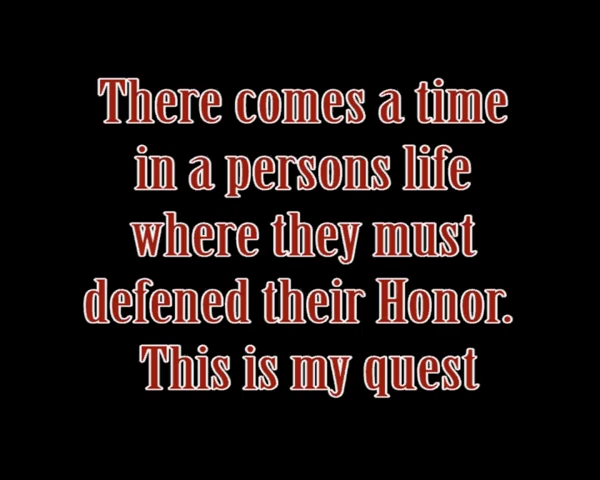 There comes a time
in a persons life
where they must
defened their Honor.
This is my quest